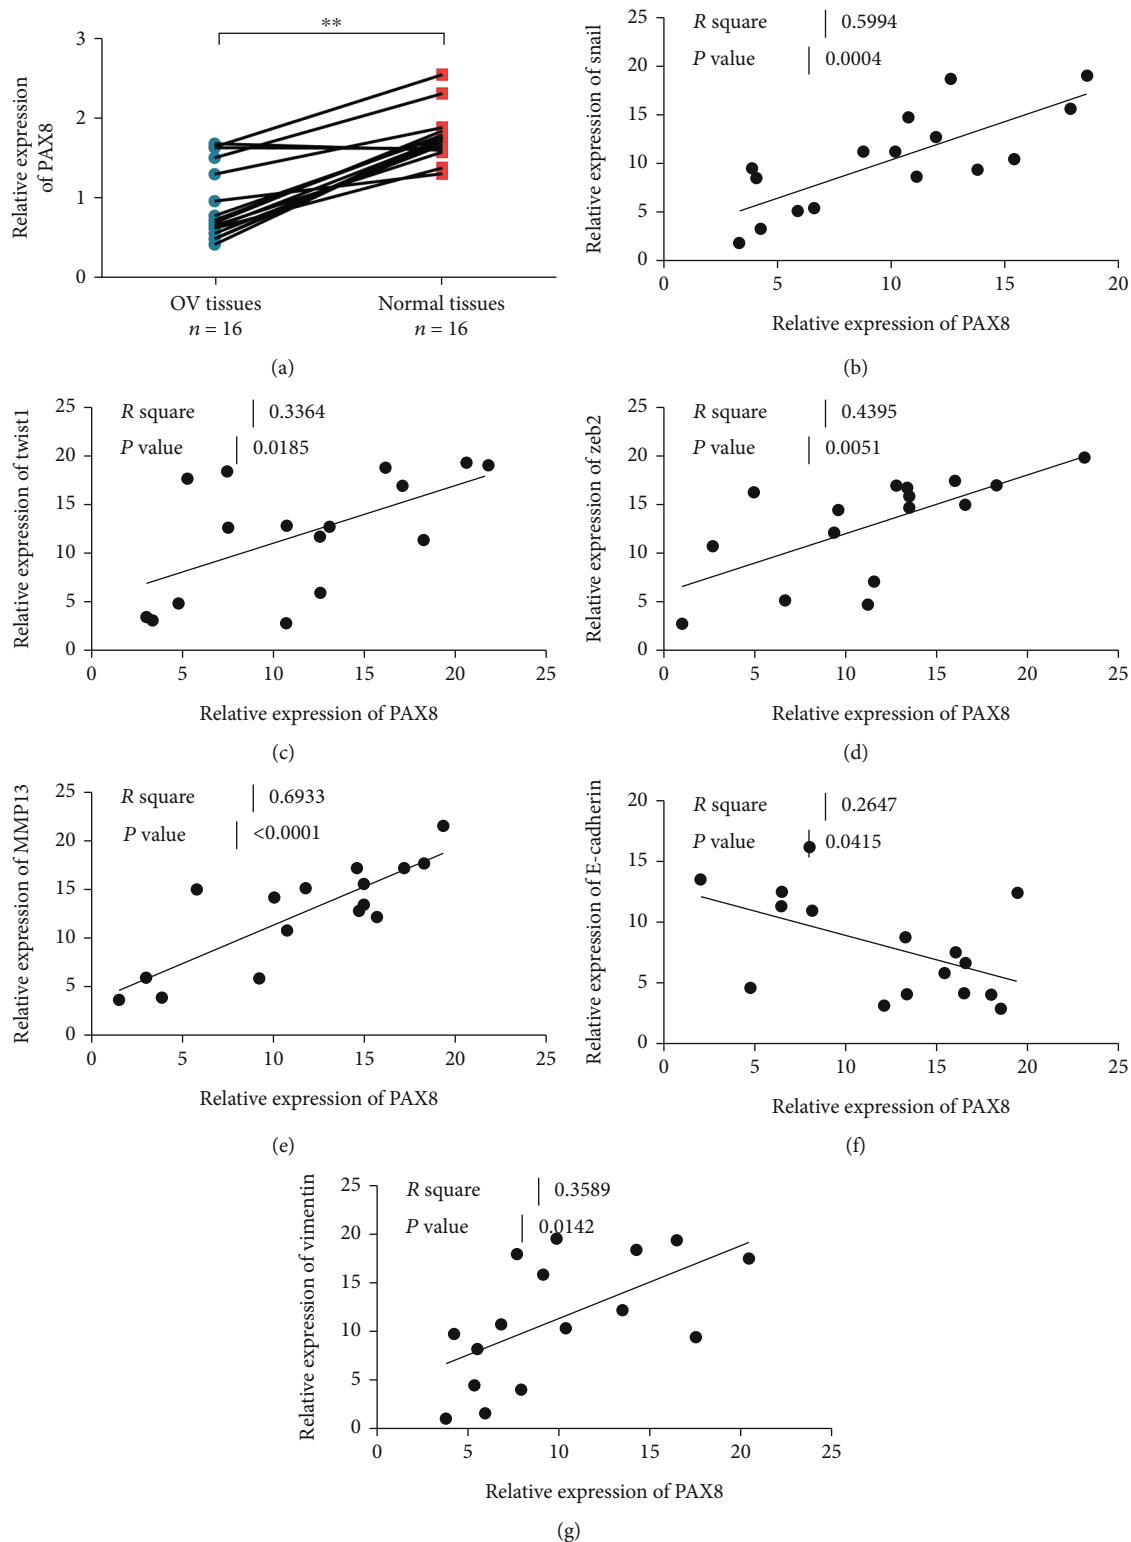 **
3
2
1
0
Relative expression
of PAX8
OV tissues
n = 16
Normal tissues
n = 16
(a)
R square 0.5994
P value 0.0004
25
20
15
10
5
0
Relative expression of snail
0 5 10 15 20
Relative expression of PAX8
(b)
R square 0.3364
P value 0.0185
25
20
15
10
5
0
Relative expression of twist1
0 5 10 15 20 25
Relative expression of PAX8
(c)
R square 0.4395
P value 0.0051
25
20
15
10
5
0
Relative expression of zeb2
0 5 10 15 20 25
Relative expression of PAX8
(d)
R square 0.6933
P value <0.0001
25
20
15
10
5
0
Relative expression of MMP13
0 5 10 15 20 25
Relative expression of PAX8
(e)
R square 0.2647
P value 0.0415
20
15
10
5
0
Relative expression of E-cadherin
0 5 10 15 20 25
Relative expression of PAX8
(f)
R square 0.3589
P value 0.0142
25
20
15
10
5
0
Relative expression of vimentin
0 5 10 15 20 25
Relative expression of PAX8
(g)